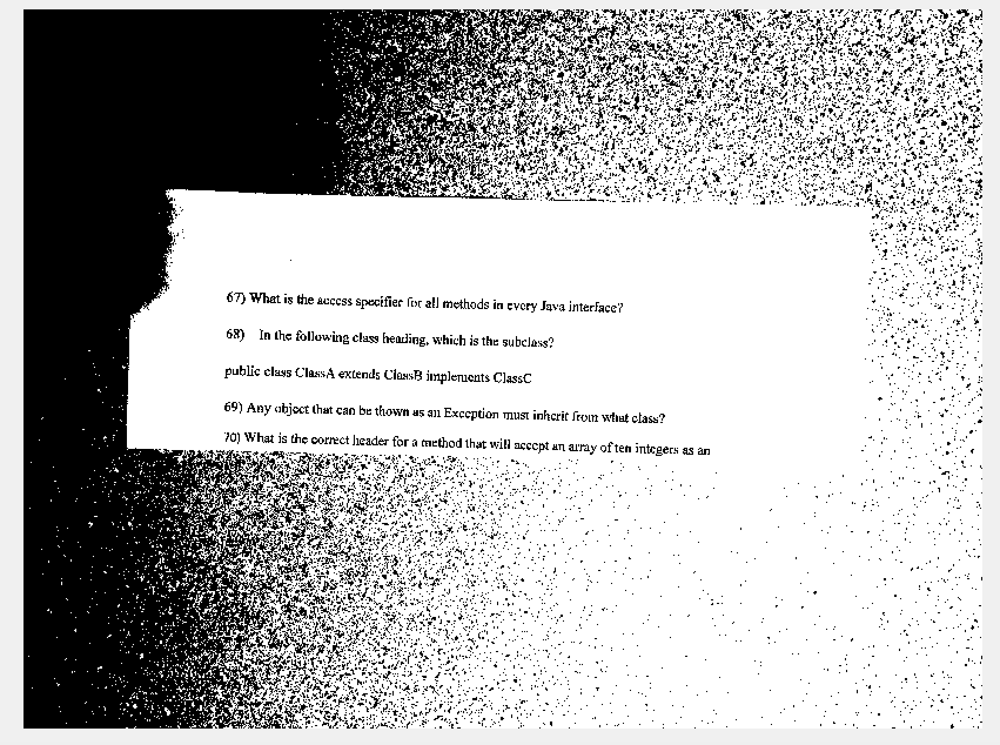 67) What is the access specifier for all methods in every Java interface?
68) In the following class heading, which is the subclass?
public class ClassA extends ClassB implements ClassC
69) Any object that can be thown as an Exception must inherit from what class?
70) What is the correct header for a method that will accept an array of ten integers as an